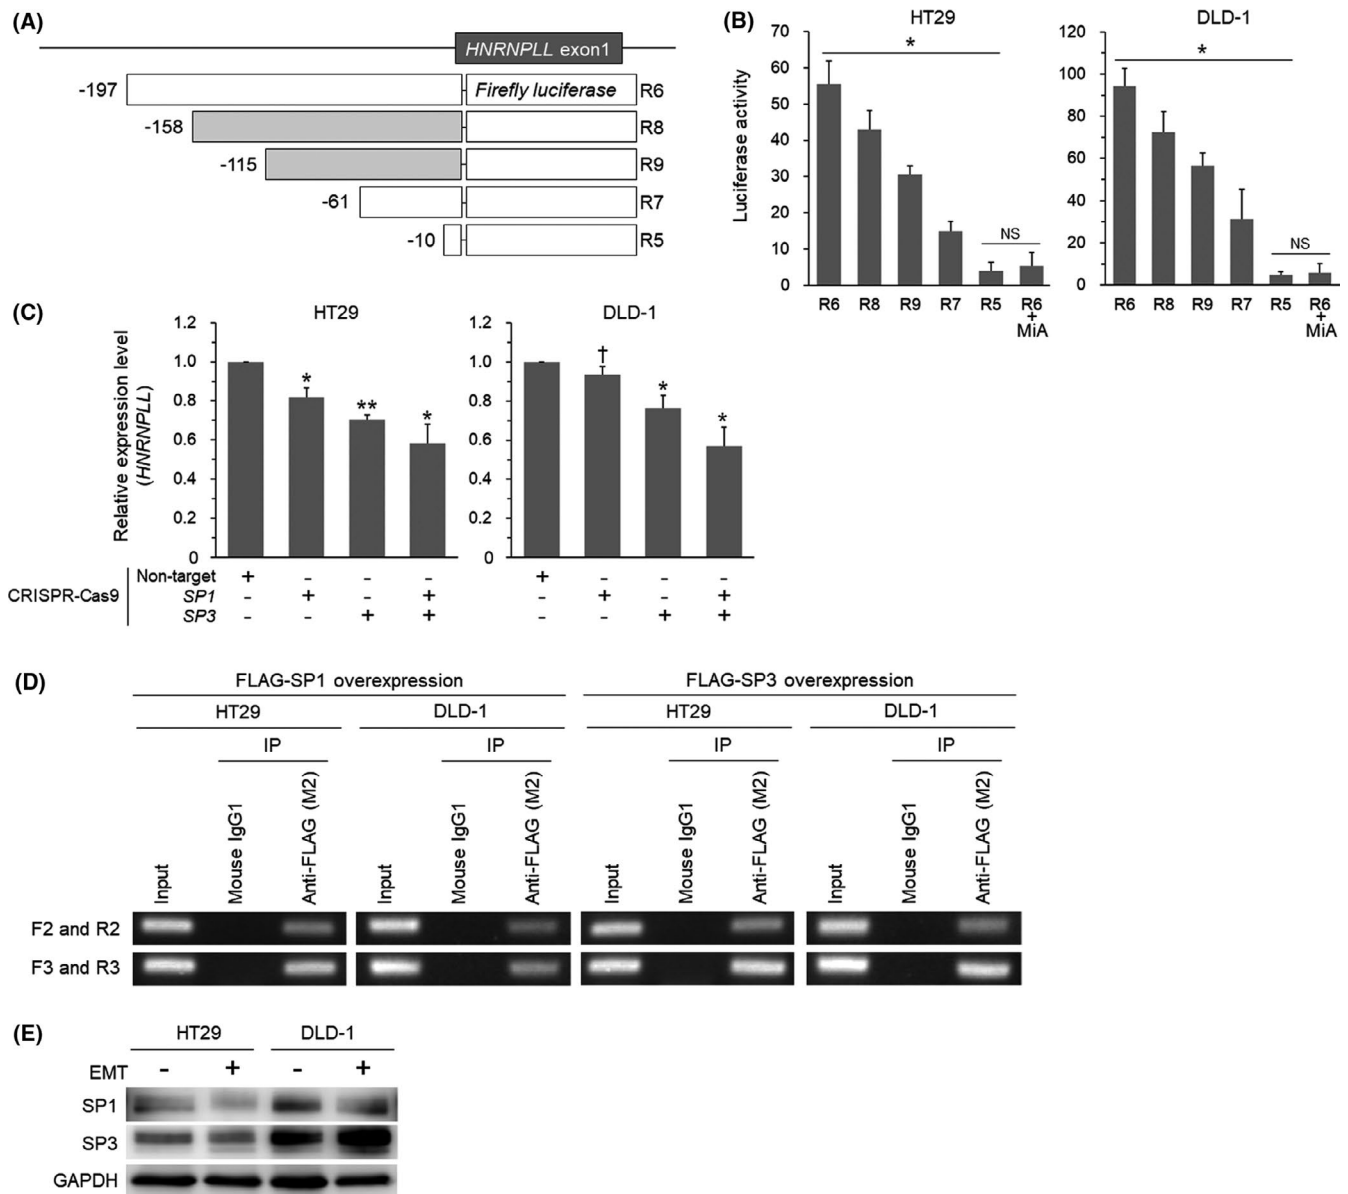 (A)
HNRNPLL exon1
-197 Firefly luciferase R6
-158 R8
-115 R9
-61 R7
-10 R5
(B)
HT29
Luciferase activity
70
60
50
40
30
20
10
0
*
NS
R6 R8 R9 R7 R5 R6 + MiA
DLD-1
120
100
80
60
40
20
0
*
NS
R6 R8 R9 R7 R5 R6 + MiA
(C)
HT29
Relative expression level (HNRNPLL)
1.2
1.0
0.8
0.6
0.4
0.2
0
* ** *
DLD-1
1.2
1.0
0.8
0.6
0.4
0.2
0
† * *
CRISPR-Cas9
Non-target + - - - + - - -
SP1 - + - + - + - +
SP3 - - + + - - + +
(D)
FLAG-SP1 overexpression FLAG-SP3 overexpression
HT29 DLD-1 HT29 DLD-1
IP IP IP IP
Input Mouse IgG1 Anti-FLAG (M2) Input Mouse IgG1 Anti-FLAG (M2) Input Mouse IgG1 Anti-FLAG (M2) Input Mouse IgG1 Anti-FLAG (M2)
F2 and R2
F3 and R3
(E)
HT29 DLD-1
EMT - + - +
SP1
SP3
GAPDH